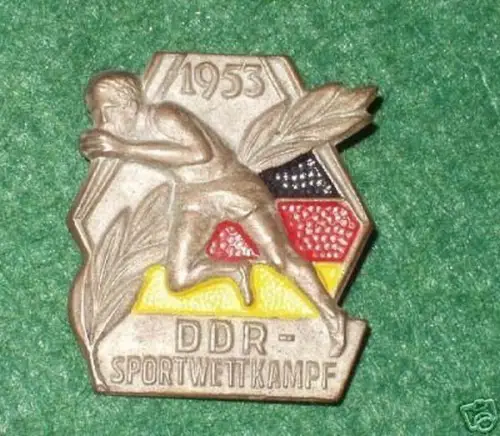 1953
DDR-
SPORTWETTKAMPF